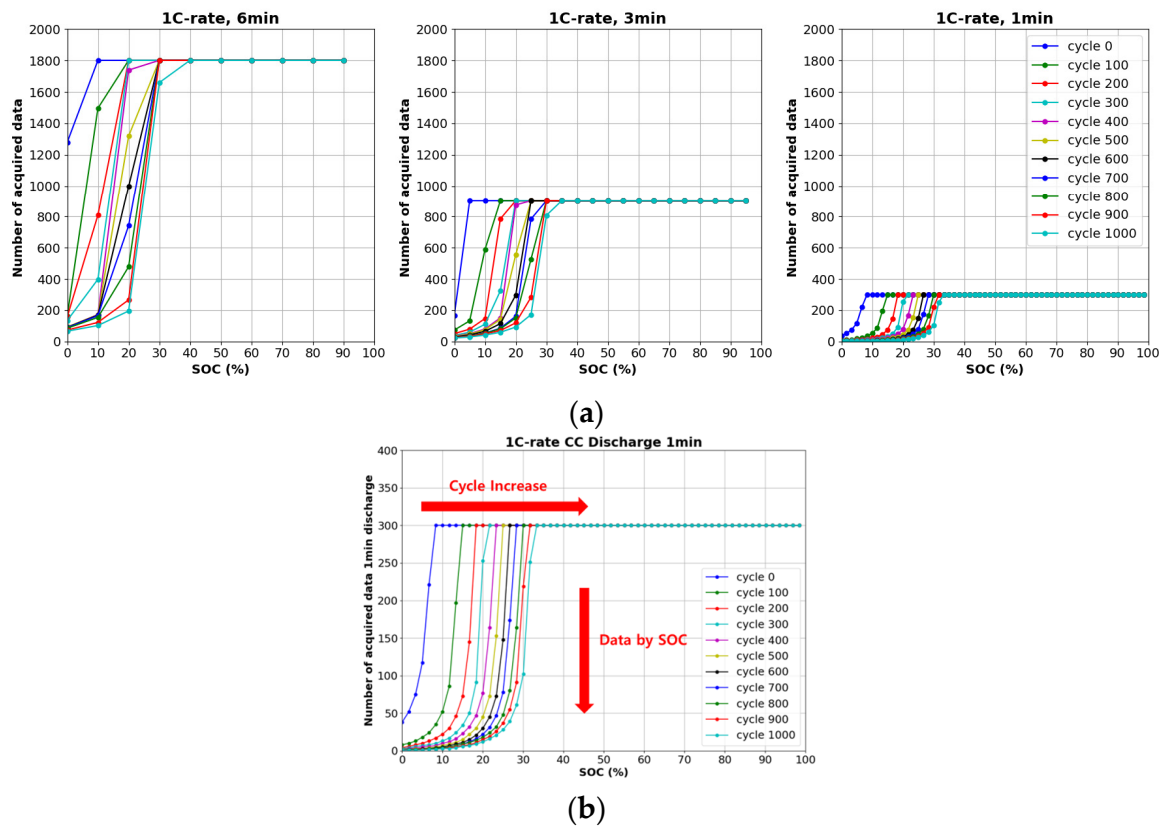 1C-rate, 6min
2000
1800
1600
1400
1200
1000
800
600
400
200
0
Number of acquired data
0 10 20 30 40 50 60 70 80 90 100
SOC (%)
1C-rate, 3min
2000
1800
1600
1400
1200
1000
800
600
400
200
0
Number of acquired data
0 10 20 30 40 50 60 70 80 90 100
SOC (%)
1C-rate, 1min
2000
1800
1600
1400
1200
1000
800
600
400
200
0
Number of acquired data
0 10 20 30 40 50 60 70 80 90 100
SOC (%)
cycle 0
cycle 100
cycle 200
cycle 300
cycle 400
cycle 500
cycle 600
cycle 700
cycle 800
cycle 900
cycle 1000
(a)
1C-rate CC Discharge 1min
400
350
300
250
200
150
100
50
0
Number of acquired data 1min discharge
Cycle Increase
Data by SOC
cycle 0
cycle 100
cycle 200
cycle 300
cycle 400
cycle 500
cycle 600
cycle 700
cycle 800
cycle 900
cycle 1000
0 10 20 30 40 50 60 70 80 90 100
SOC (%)
(b)